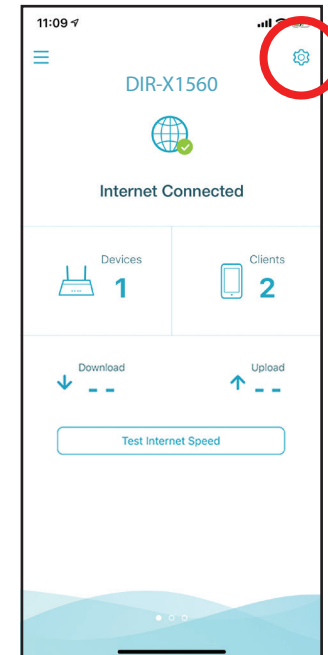 11:09
DIR-X1560
Internet Connected
Devices
1
Clients
2
Download
- -
Upload
- -
Test Internet Speed